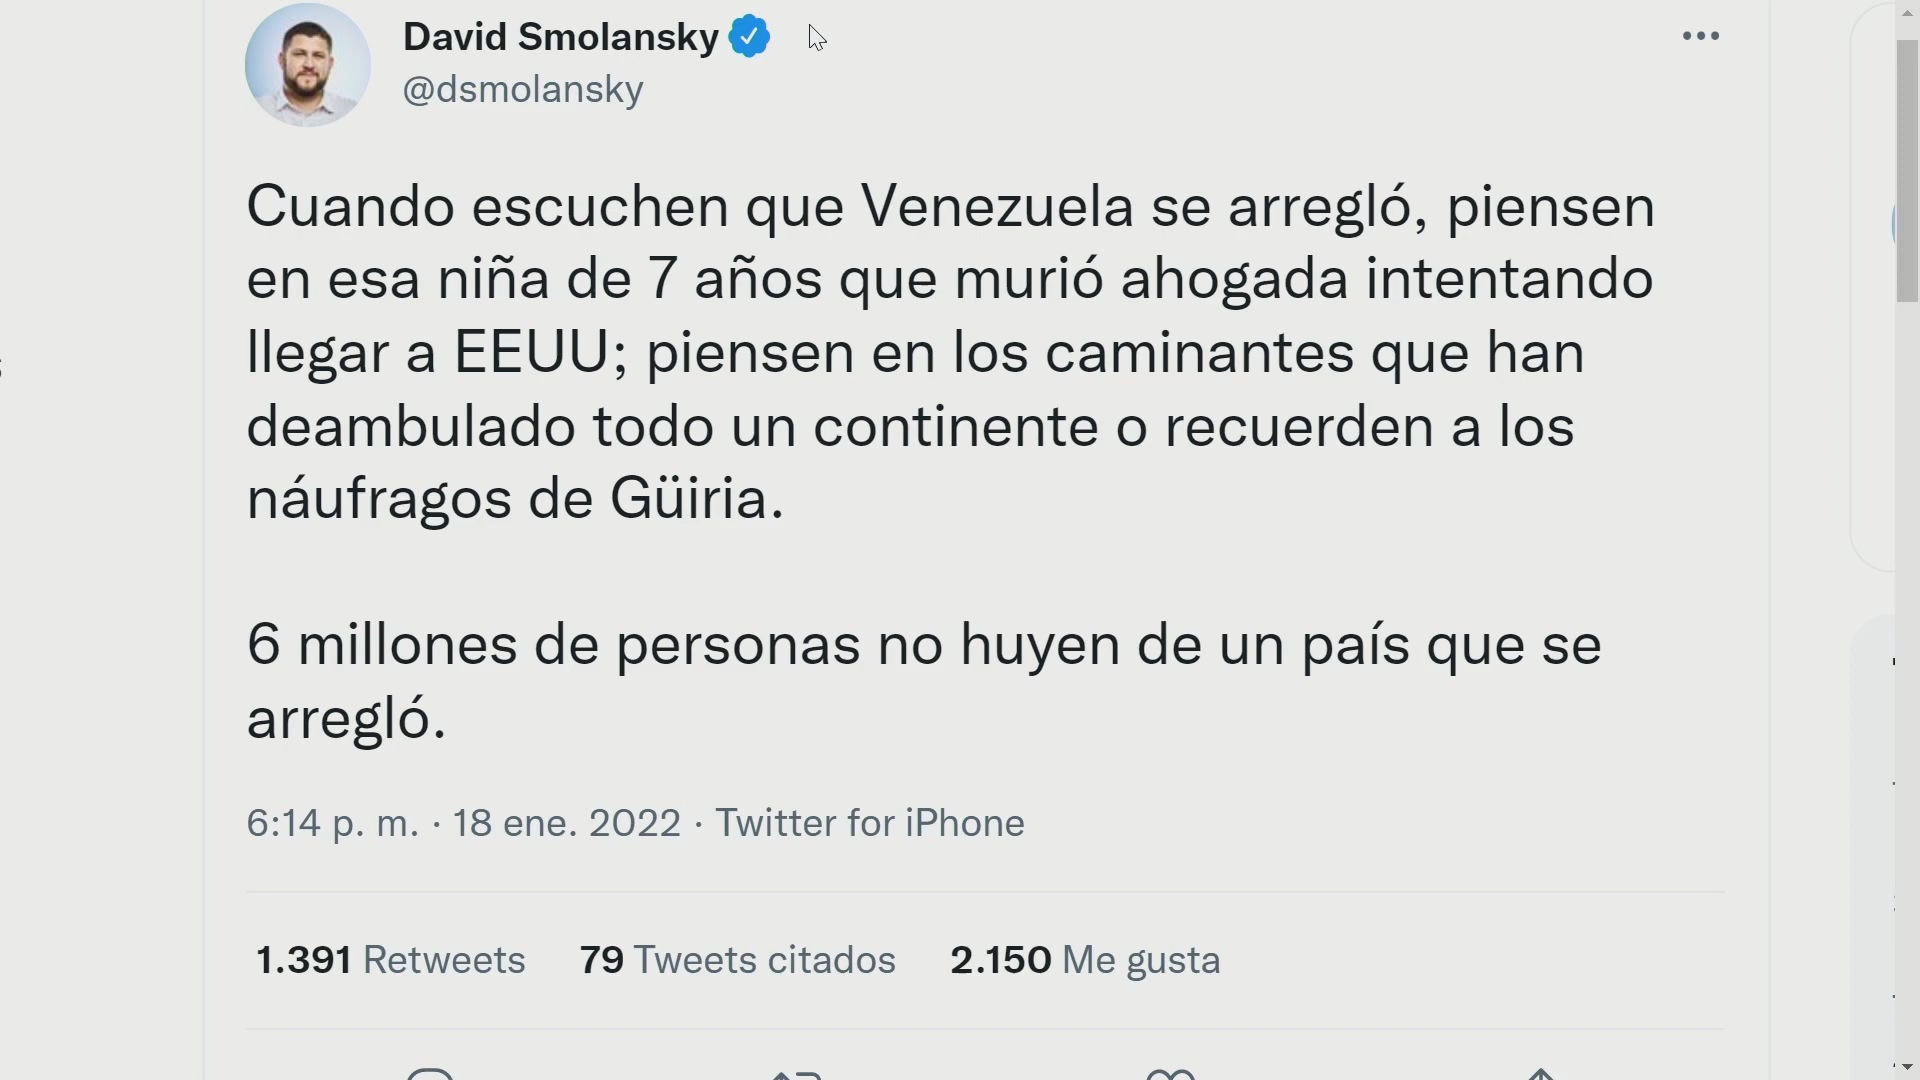 David Smolansky
@dsmolansky
Cuando escuchen que Venezuela se arregló, piensen
en esa niña de 7 años que murió ahogada intentando
llegar a EEUU; piensen en los caminantes que han
deambulado todo un continente o recuerden a los
náufragos de Güiria.
6 millones de personas no huyen de un país que se
arregló.
6:14 p. m. · 18 ene. 2022 · Twitter for iPhone
1.391 Retweets 79 Tweets citados 2.150 Me gusta